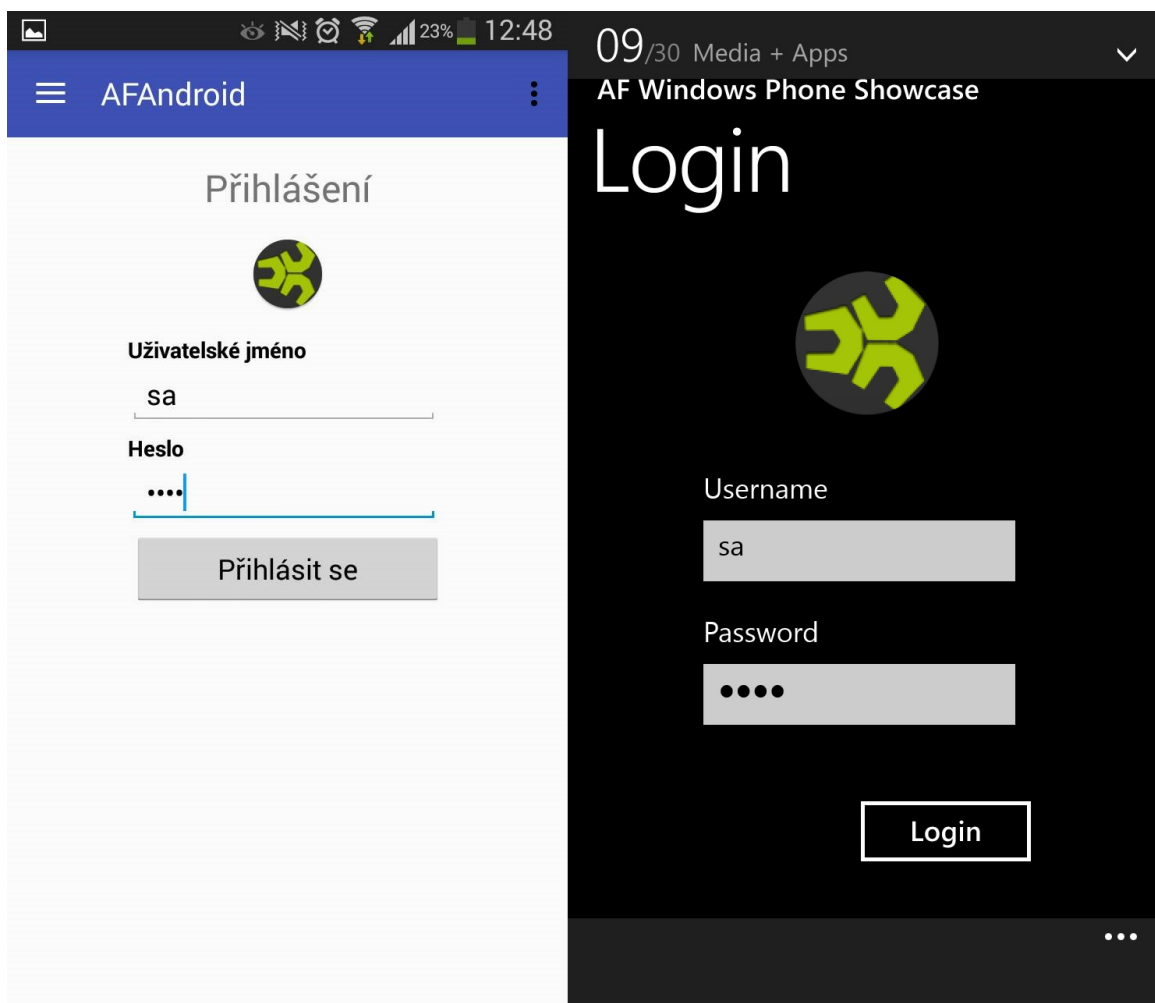 23% 12:48
AFAndroid
Přihlášení
Uživatelské jméno
sa
Heslo
••••
Přihlásit se
09/30 Media + Apps
AF Windows Phone Showcase
Login
Username
sa
Password
••••
Login